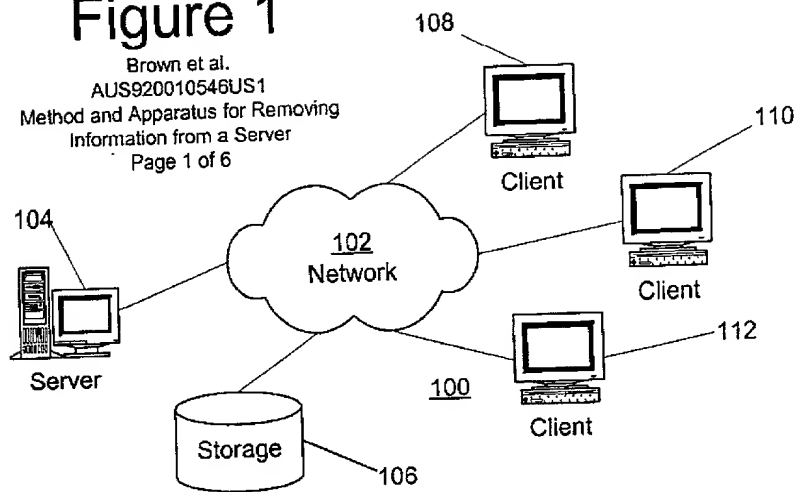 Figure 1
Brown et al.
AUS920010546US1
Method and Apparatus for Removing
Information from a Server
Page 1 of 6
108
Client
110
Client
104
Server
102
Network
112
Client
100
Storage
106